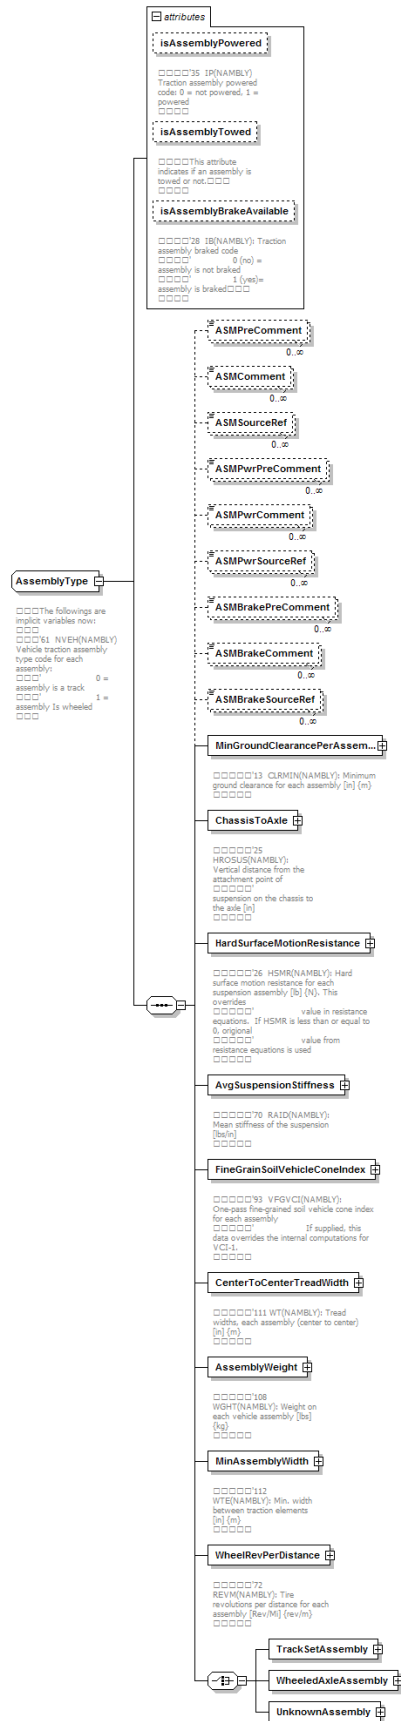 attributes
isAssemblyPowered
□□□□'35 IP(NAMBLY)
Traction assembly powered
code: 0 = not powered, 1 =
powered
□□□□
isAssemblyTowed
□□□□This attribute
indicates if an assembly is
towed or not.□□□
□□□□
isAssemblyBrakeAvailable
□□□□'28 IB(NAMBLY): Traction
assembly braked code
□□□□' 0 (no) =
assembly is not braked
□□□□' 1 (yes)=
assembly is braked□□□
□□□□
ASMPreComment
0..∞
ASMComment
0..∞
ASMSourceRef
0..∞
ASMPwrPreComment
0..∞
ASMPwrComment
0..∞
ASMPwrSourceRef
0..∞
ASMBrakePreComment
0..∞
ASMBrakeComment
0..∞
ASMBrakeSourceRef
0..∞
AssemblyType
□□□The followings are
implicit variables now:
□□□
□□□'61 NVEH(NAMBLY)
Vehicle traction assembly
type code for each
assembly:
□□□' 0 =
assembly is a track
□□□' 1 =
assembly Is wheeled
□□□
MinGroundClearancePerAssem...
□□□□□'13 CLRMIN(NAMBLY): Minimum
ground clearance for each assembly [in] {m}
□□□□□
ChassisToAxle
□□□□□'25
HROSUS(NAMBLY):
Vertical distance from the
attachment point of
□□□□□'
suspension on the chassis to
the axle [in]
□□□□□
HardSurfaceMotionResistance
□□□□□'26 HSMR(NAMBLY): Hard
surface motion resistance for each
suspension assembly [lb] {N}. This
overrides
□□□□□' value in resistance
equations. If HSMR is less than or equal to
0, origional
□□□□□' value from
resistance equations is used
□□□□□
AvgSuspensionStiffness
□□□□□'70 RAID(NAMBLY):
Mean stiffness of the suspension
[lbs/in]
□□□□□
FineGrainSoilVehicleConeIndex
□□□□□'93 VFGVCI(NAMBLY):
One-pass fine-grained soil vehicle cone index
for each assembly
□□□□□' If supplied, this
data overrides the internal computations for
VCI-1.
□□□□□
CenterToCenterTreadWidth
□□□□□'111 WT(NAMBLY): Tread
widths, each assembly (center to center)
[in] {m}
□□□□□
AssemblyWeight
□□□□□'108
WGHT(NAMBLY): Weight on
each vehicle assembly [lbs]
{kg}
□□□□□
MinAssemblyWidth
□□□□□'112
WTE(NAMBLY): Min. width
between traction elements
[in] {m}
□□□□□
WheelRevPerDistance
□□□□□'72
REVM(NAMBLY): Tire
revolutions per distance for each
assembly [Rev/Mi] {rev/m}
□□□□□
TrackSetAssembly
WheeledAxleAssembly
UnknownAssembly